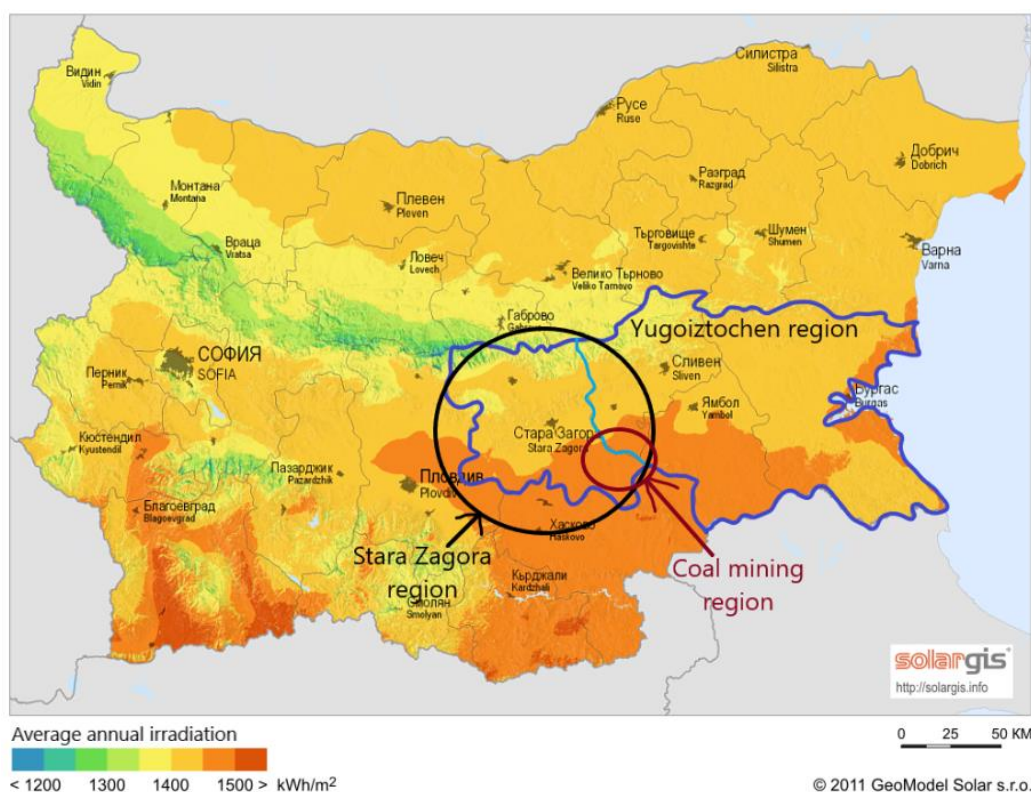 Видин
Vidin
Силистра
Silistra
Русе
Ruse
Добрич
Dobrich
Монтана
Montana
Плевен
Pleven
Разград
Razgrad
Враца
Vratsa
Ловеч
Lovech
Търговище
Targovishte
Шумен
Shumen
Варна
Varna
Велико Търново
Veliko Tarnovo
Габрово
Yugoiztochen region
СОФИЯ
SOFIA
Перник
Pernik
Сливен
Sliven
Ямбол
Yambol
Бургас
Burgas
Кюстендил
Kyustendil
Стара Загор
Stara Zagora
Пазарджик
Pazardzhik
Пловдив
Plovdiv
Благоевград
Blagoevgrad
Хасково
Haskovo
Stara Zagora
region
Coal mining
region
Кърджали
Kardzhali
Смолян
Smolyan
solargis
http://solargis.info
Average annual irradiation
< 1200 1300 1400 1500 > kWh/m²
0 25 50 KM
© 2011 GeoModel Solar s.r.o.